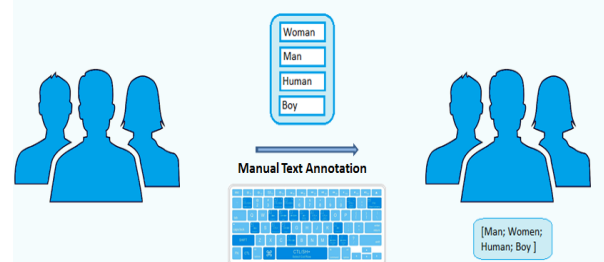 Woman
Man
Human
Boy
Manual Text Annotation
[Man; Women;
Human; Boy ]